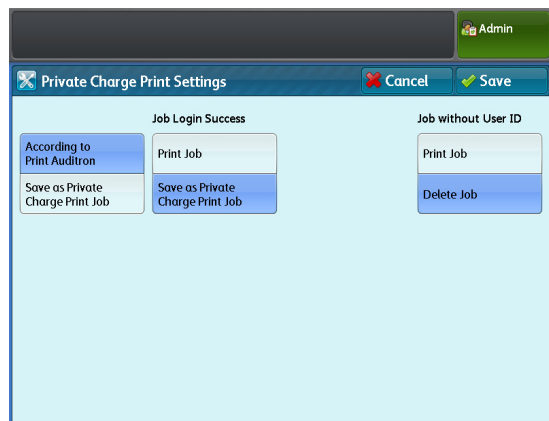 Admin
Private Charge Print Settings
Cancel
Save
Job Login Success
Job without User ID
According to
Print Auditron
Print Job
Print Job
Save as Private
Charge Print Job
Save as Private
Charge Print Job
Delete Job